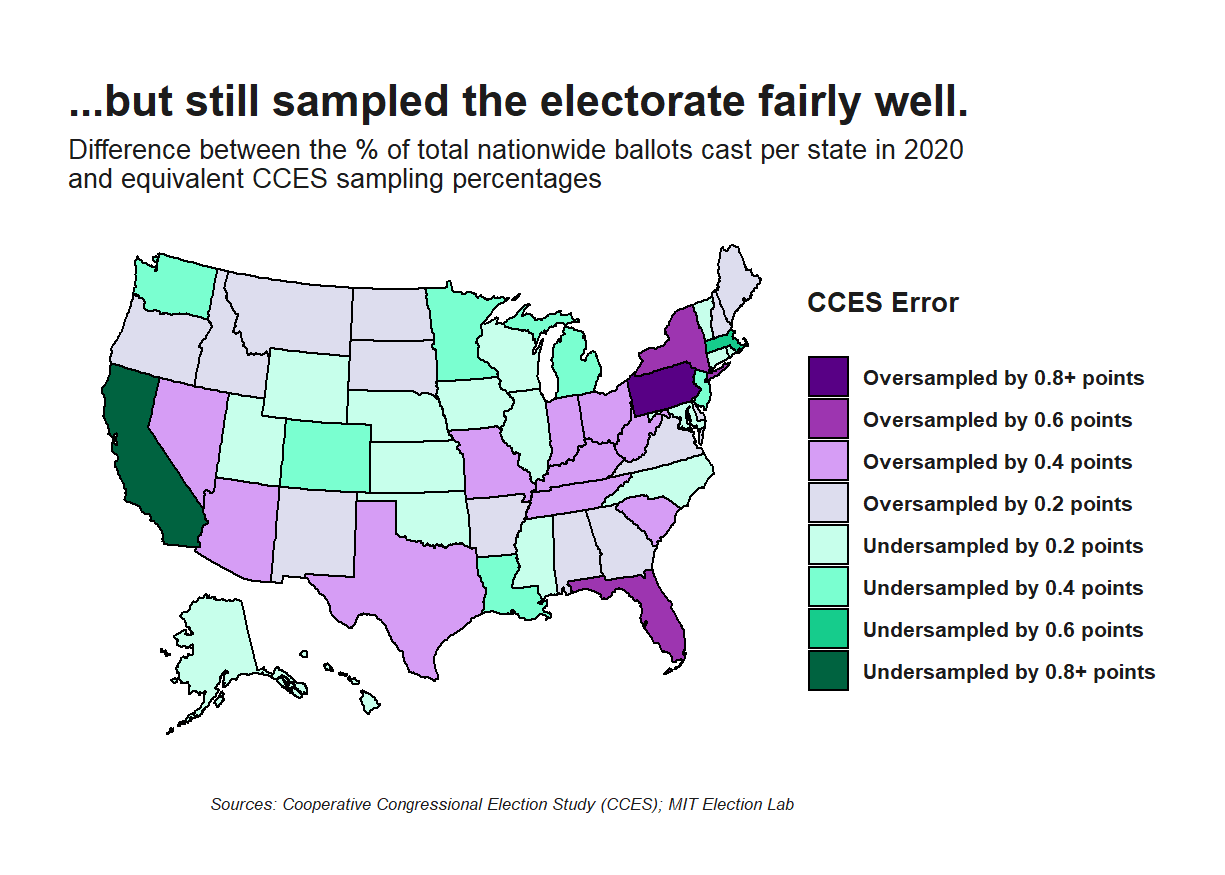 ...but still sampled the electorate fairly well.
Difference between the % of total nationwide ballots cast per state in 2020
and equivalent CCES sampling percentages
CCES Error
Oversampled by 0.8+ points
Oversampled by 0.6 points
Oversampled by 0.4 points
Oversampled by 0.2 points
Undersampled by 0.2 points
Undersampled by 0.4 points
Undersampled by 0.6 points
Undersampled by 0.8+ points
Sources: Cooperative Congressional Election Study (CCES); MIT Election Lab